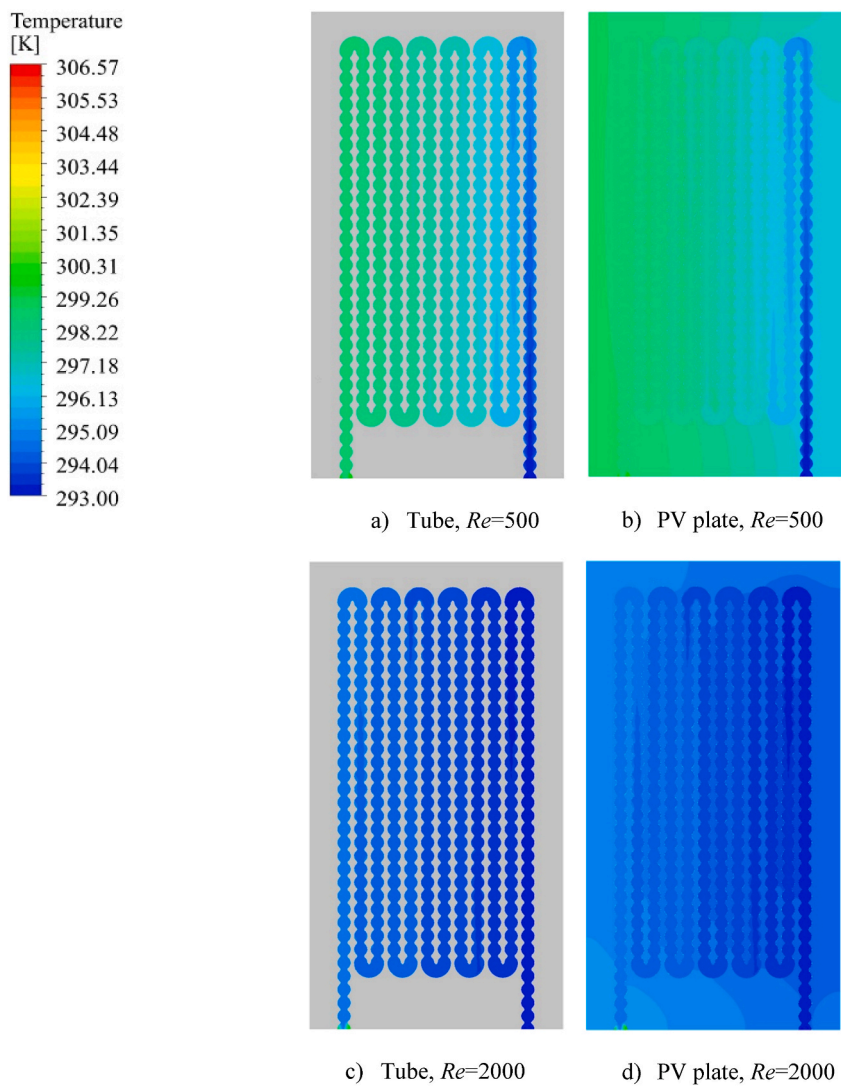 Temperature
[K]
306.57
305.53
304.48
303.44
302.39
301.35
300.31
299.26
298.22
297.18
296.13
295.09
294.04
293.00
a) Tube, Re=500
b) PV plate, Re=500
c) Tube, Re=2000
d) PV plate, Re=2000